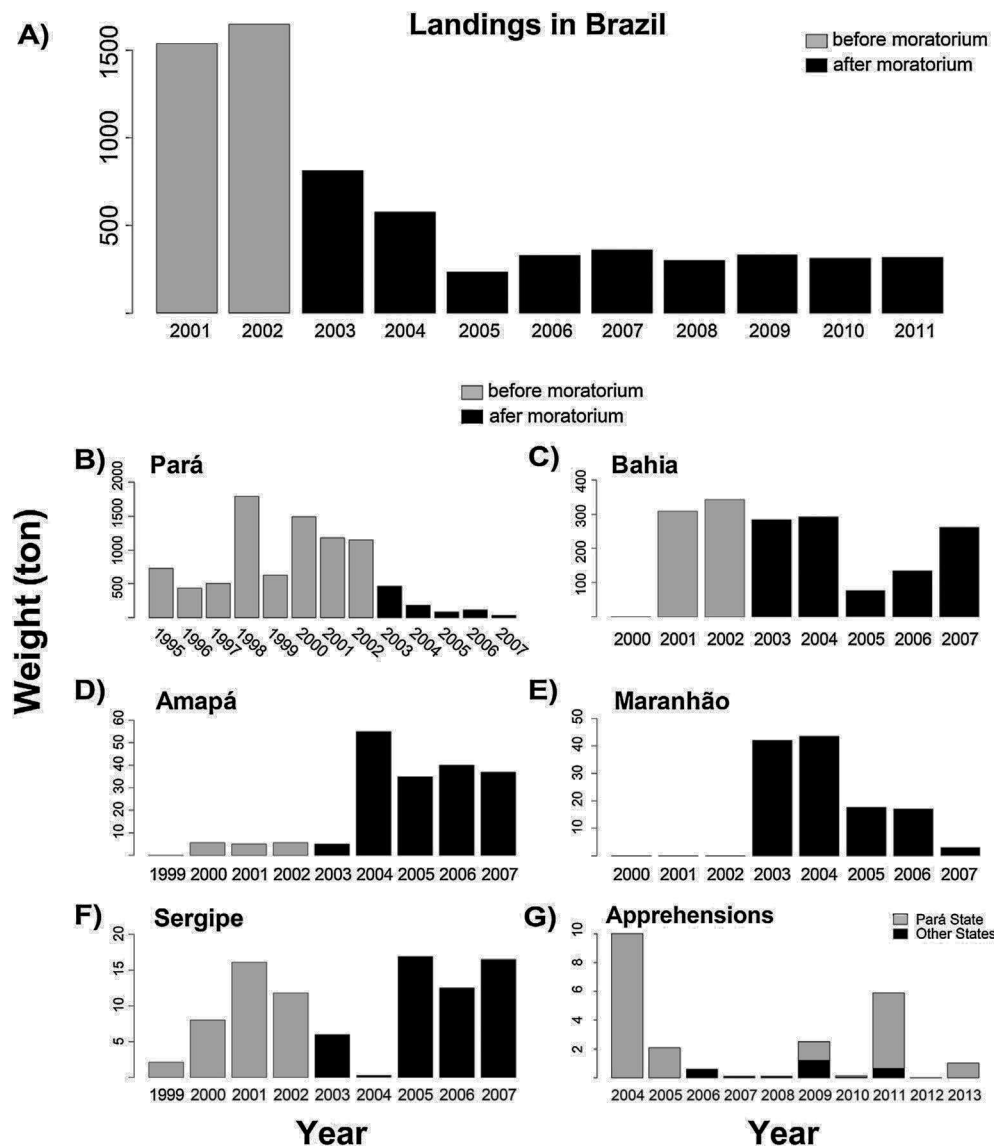 A)
Landings in Brazil
before moratorium
after moratorium
1500
1000
500
2001 2002 2003 2004 2005 2006 2007 2008 2009 2010 2011
before moratorium
afer moratorium
Weight (ton)
B) Pará
2000
1500
1000
500
1995 1996 1997 1998 1999 2000 2001 2002 2003 2004 2005 2006 2007
C) Bahia
400
300
200
100
2000 2001 2002 2003 2004 2005 2006 2007
D) Amapá
60
50
40
30
20
10
1999 2000 2001 2002 2003 2004 2005 2006 2007
E) Maranhão
50
40
30
20
10
0
2000 2000 2002 2003 2004 2005 2006 2007
F) Sergipe
20
15
10
5
1999 2000 2001 2002 2003 2004 2005 2006 2007
Year
G) Apprehensions
Pará State
Other States
10
8
6
4
2
2004 2005 2006 2007 2008 2009 2010 2011 2012 2013
Year